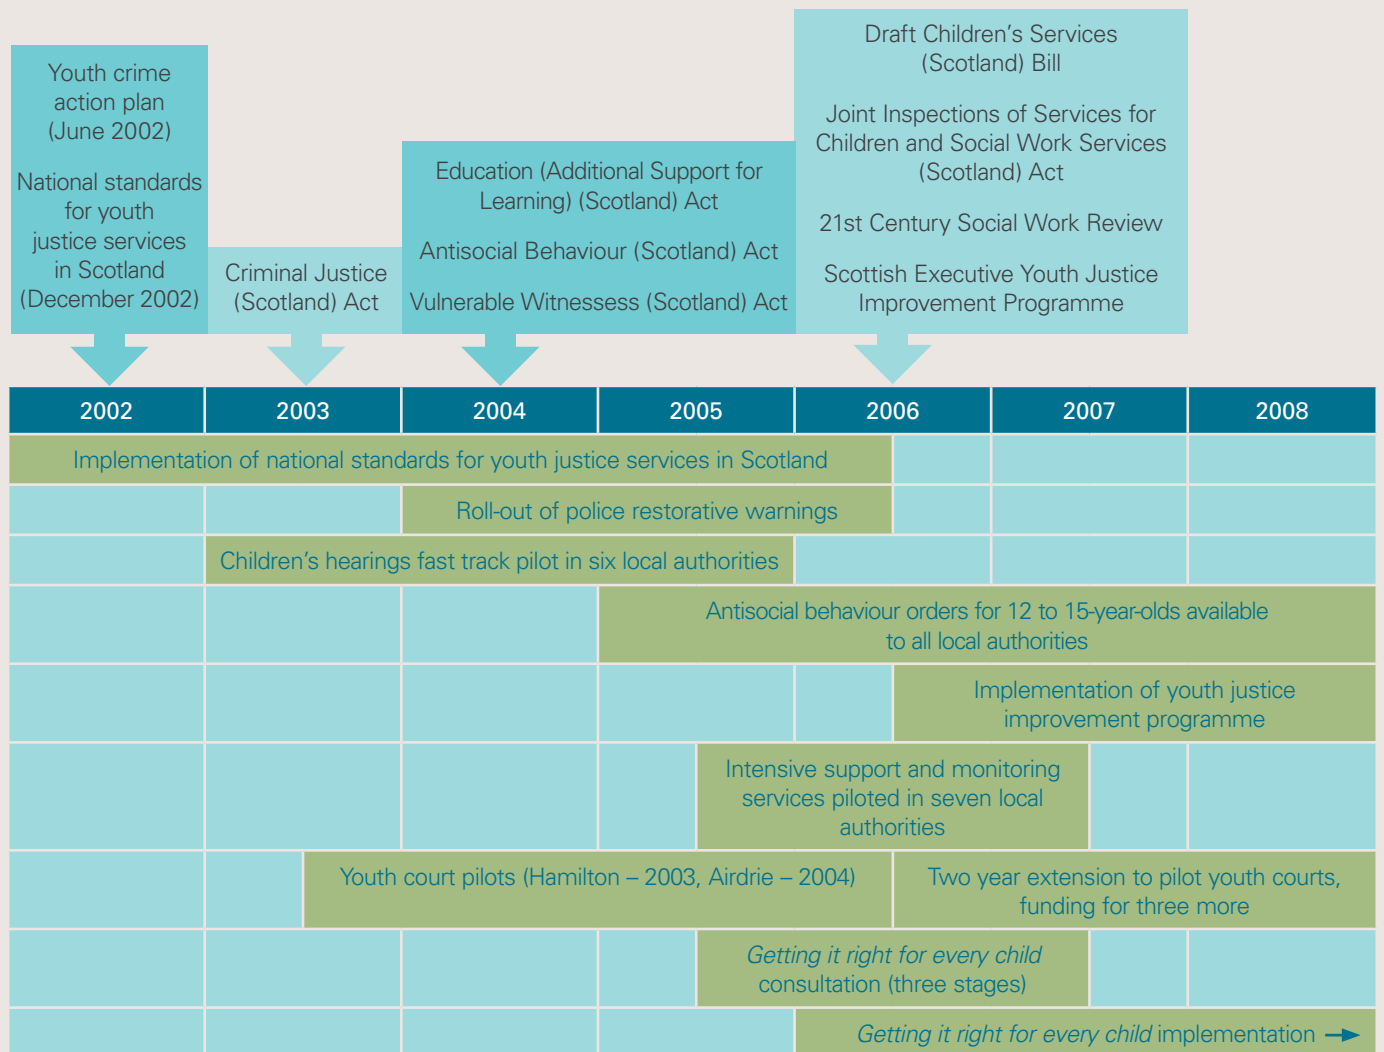 Youth crime
action plan
(June 2002)
National standards
for youth
justice services
in Scotland
(December 2002)
Criminal Justice
(Scotland) Act
Education (Additional Support for
Learning) (Scotland) Act
Antisocial Behaviour (Scotland) Act
Vulnerable Witnessess (Scotland) Act
Draft Children’s Services
(Scotland) Bill
Joint Inspections of Services for
Children and Social Work Services
(Scotland) Act
21st Century Social Work Review
Scottish Executive Youth Justice
Improvement Programme
2002 2003 2004 2005 2006 2007 2008
Implementation of national standards for youth justice services in Scotland
Roll-out of police restorative warnings
Children’s hearings fast track pilot in six local authorities
Antisocial behaviour orders for 12 to 15-year-olds available
to all local authorities
Implementation of youth justice
improvement programme
Intensive support and monitoring
services piloted in seven local
authorities
Youth court pilots (Hamilton – 2003, Airdrie – 2004)
Two year extension to pilot youth courts,
funding for three more
Getting it right for every child
consultation (three stages)
Getting it right for every child implementation